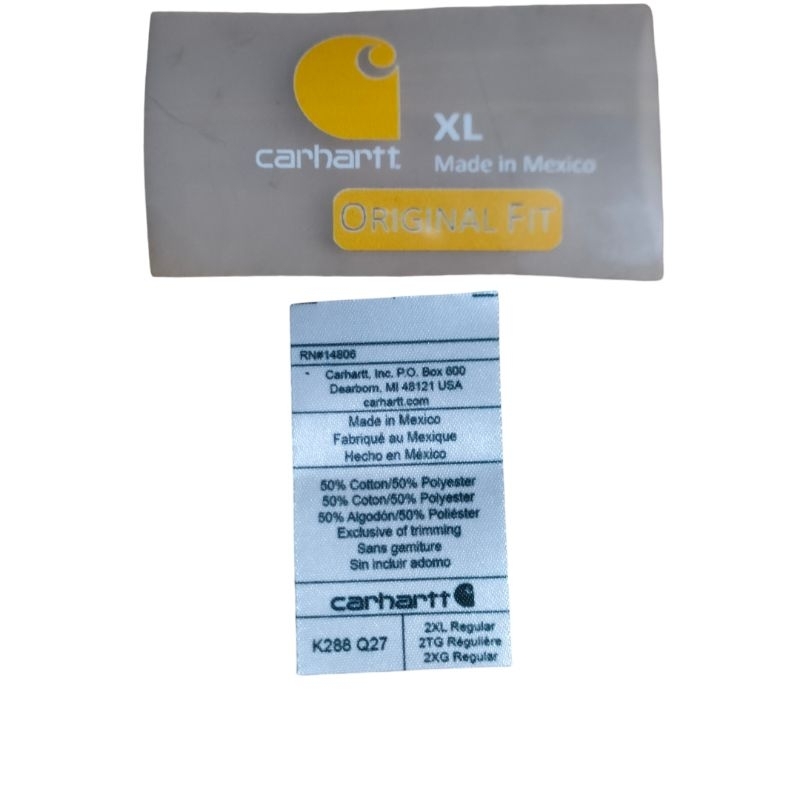 carhartt
XL
Made in Mexico
ORIGINAL FIT
RN#14806
Carhartt, Inc. P.O. Box 600
Dearborn, MI 48121 USA
carhartt.com
Made in Mexico
Fabriqué au Mexique
Hecho en México
50% Cotton/50% Polyester
50% Coton/50% Polyester
50% Algodón/50% Poliéster
Exclusive of trimming
Sans garniture
Sin incluir adorno
carhartt
K288 Q27
2XL Regular
2TG Régulière
2XG Regular